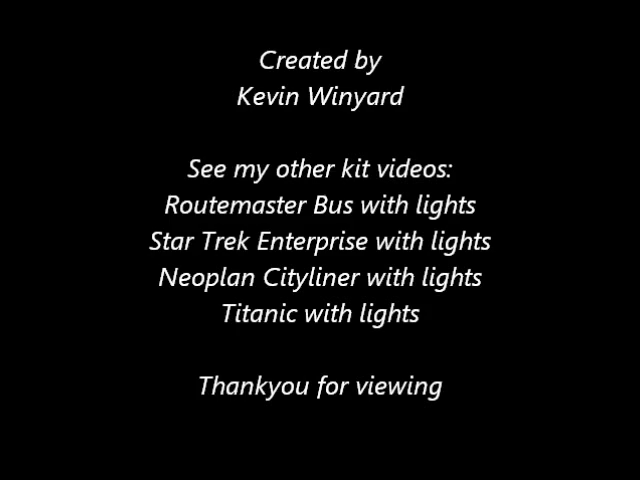 Created by
Kevin Winyard
See my other kit videos:
Routemaster Bus with lights
Star Trek Enterprise with lights
Neoplan Cityliner with lights
Titanic with lights
Thankyou for viewing